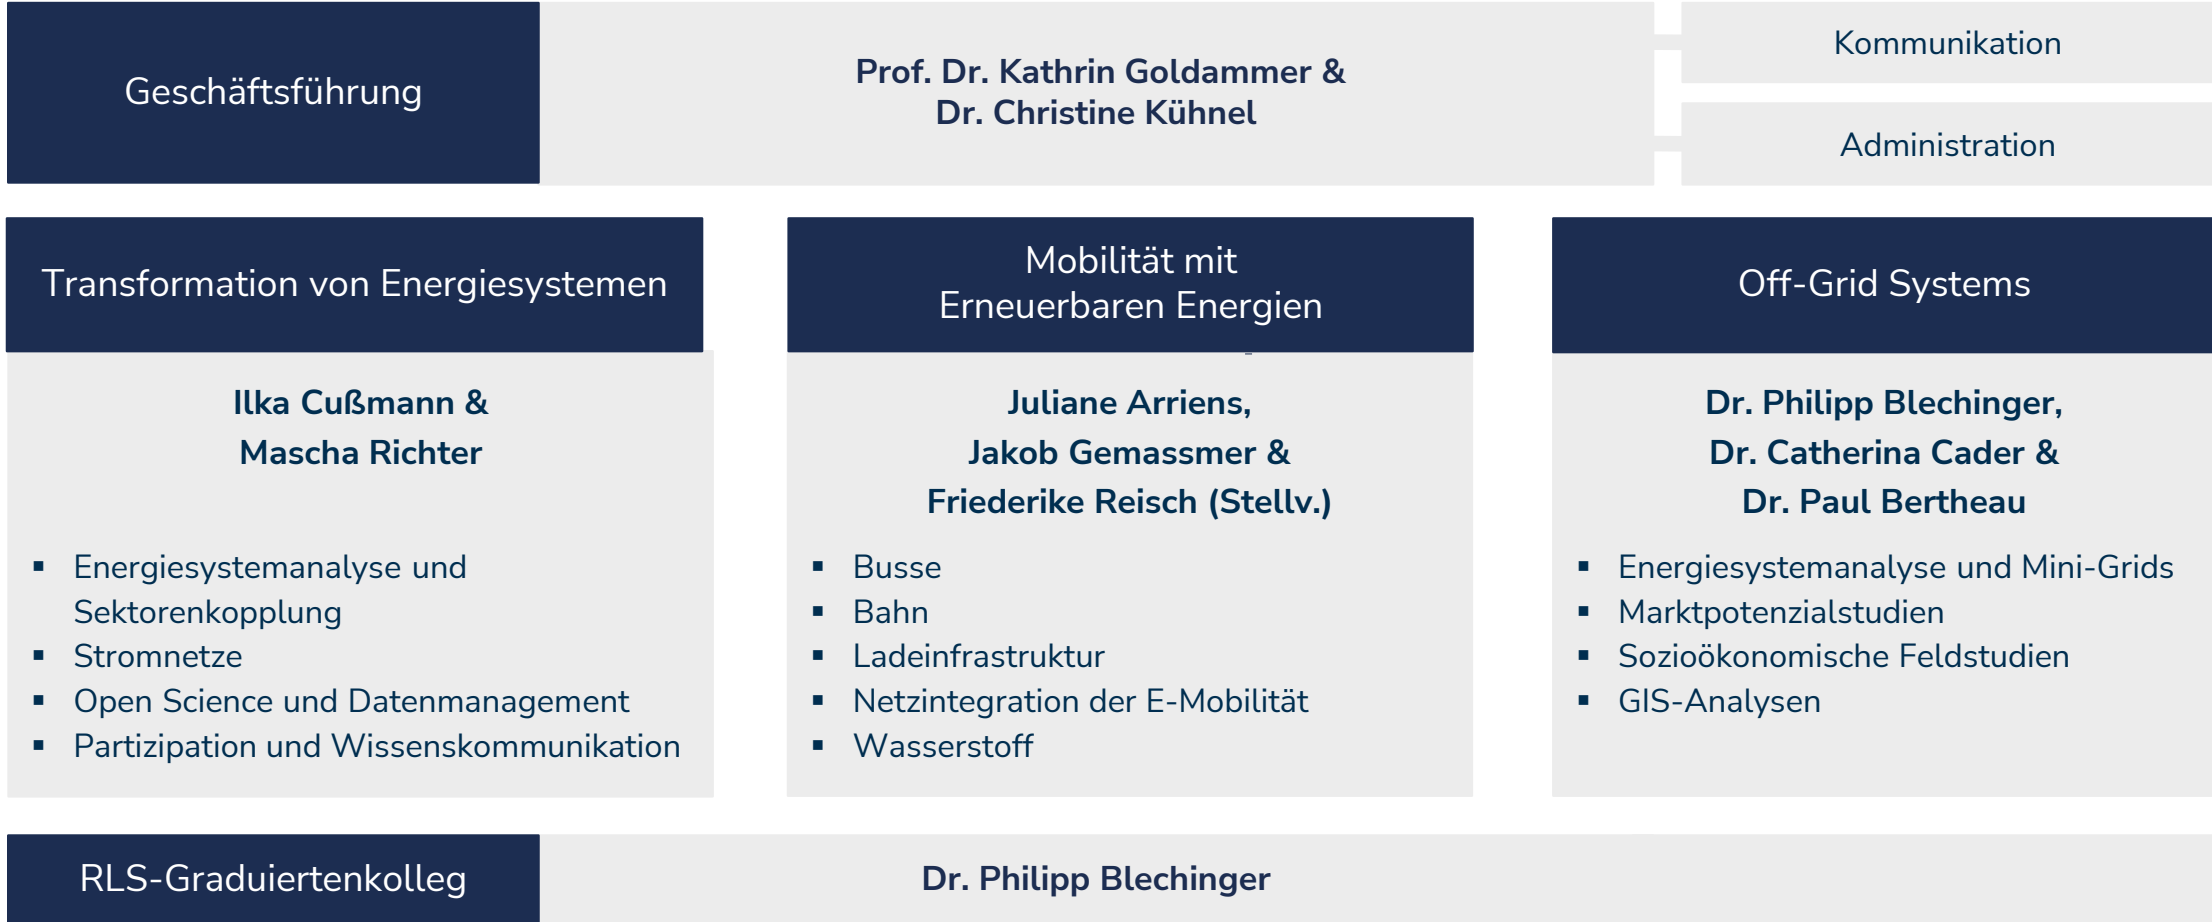 Geschäftsführung
Prof. Dr. Kathrin Goldammer &
Dr. Christine Kühnel
Kommunikation
Administration
Transformation von Energiesystemen
Ilka Cußmann &
Mascha Richter
▪ Energiesystemanalyse und
Sektorenkopplung
▪ Stromnetze
▪ Open Science und Datenmanagement
▪ Partizipation und Wissenskommunikation
Mobilität mit
Erneuerbaren Energien
Juliane Arriens,
Jakob Gemassmer &
Friederike Reisch (Stellv.)
▪ Busse
▪ Bahn
▪ Ladeinfrastruktur
▪ Netzintegration der E-Mobilität
▪ Wasserstoff
Off-Grid Systems
Dr. Philipp Blechinger,
Dr. Catherina Cader &
Dr. Paul Bertheau
▪ Energiesystemanalyse und Mini-Grids
▪ Marktpotenzialstudien
▪ Sozioökonomische Feldstudien
▪ GIS-Analysen
RLS-Graduiertenkolleg
Dr. Philipp Blechinger